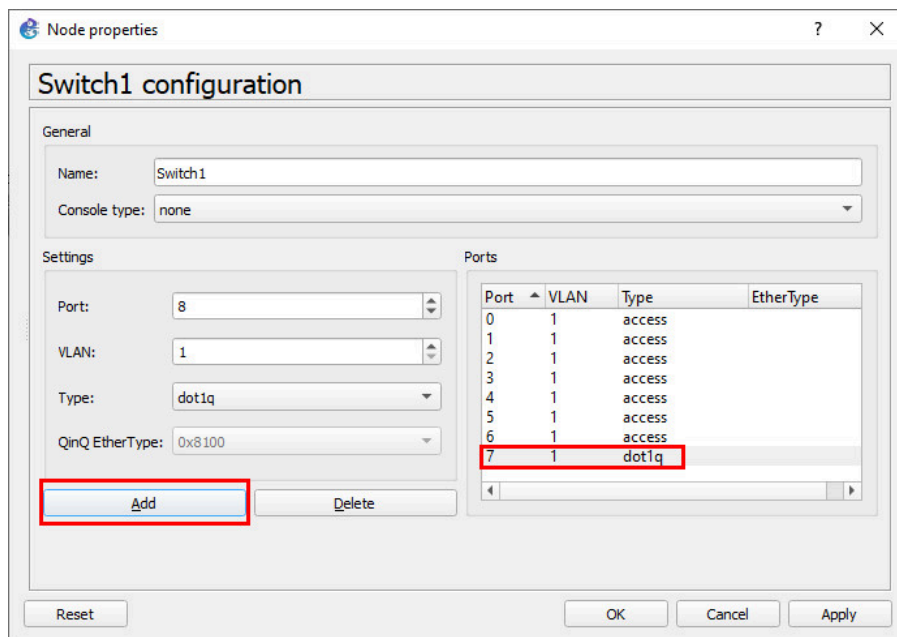 Node properties ? X
Switch1 configuration
General
Name: Switch1
Console type: none
Settings
Port: 8
VLAN: 1
Type: dot1q
QinQ EtherType: 0x8100
Add Delete
Ports
Port VLAN Type EtherType
0 1 access
1 1 access
2 1 access
3 1 access
4 1 access
5 1 access
6 1 access
7 1 dot1q
Reset OK Cancel Apply